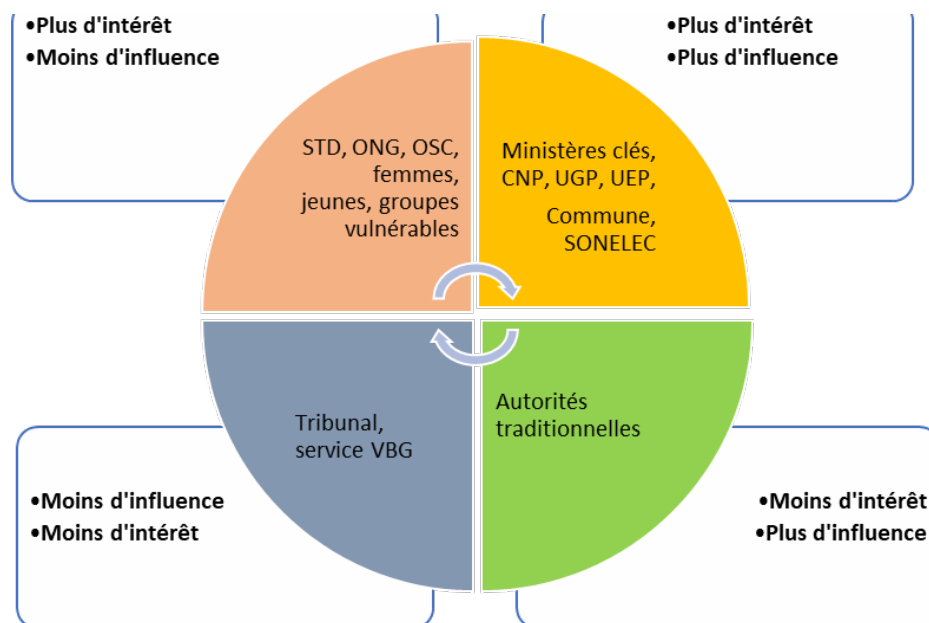 •Plus d'intérêt
•Moins d'influence
•Plus d'intérêt
•Plus d'influence
STD, ONG, OSC,
femmes,
jeunes, groupes
vulnérables
Ministères clés,
CNP, UGP, UEP,
Commune,
SONELEC
Tribunal,
service VBG
Autorités
traditionnelles
•Moins d'influence
•Moins d'intérêt
•Moins d'intérêt
•Plus d'influence